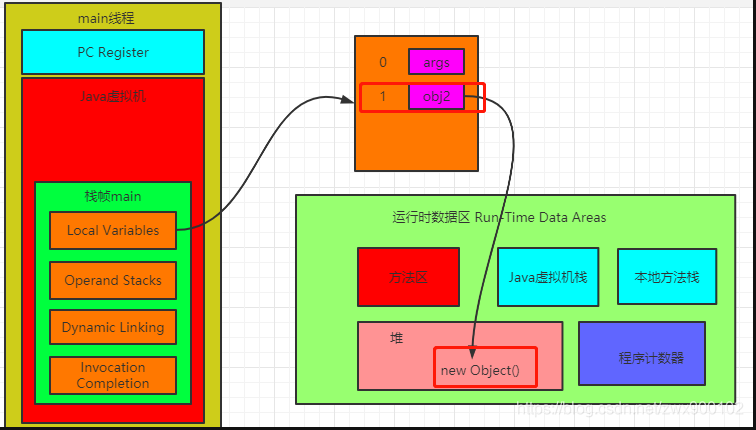 main线程
PC Register
Java虚拟机
栈帧main
Local Variables
Operand Stacks
Dynamic Linking
Invocation
Completion
0
args
1
obj2
运行时数据区 Run-Time Data Areas
方法区
Java虚拟机栈
本地方法栈
堆
new Object()
程序计数器
https://blog.csdn.net/zwx900102